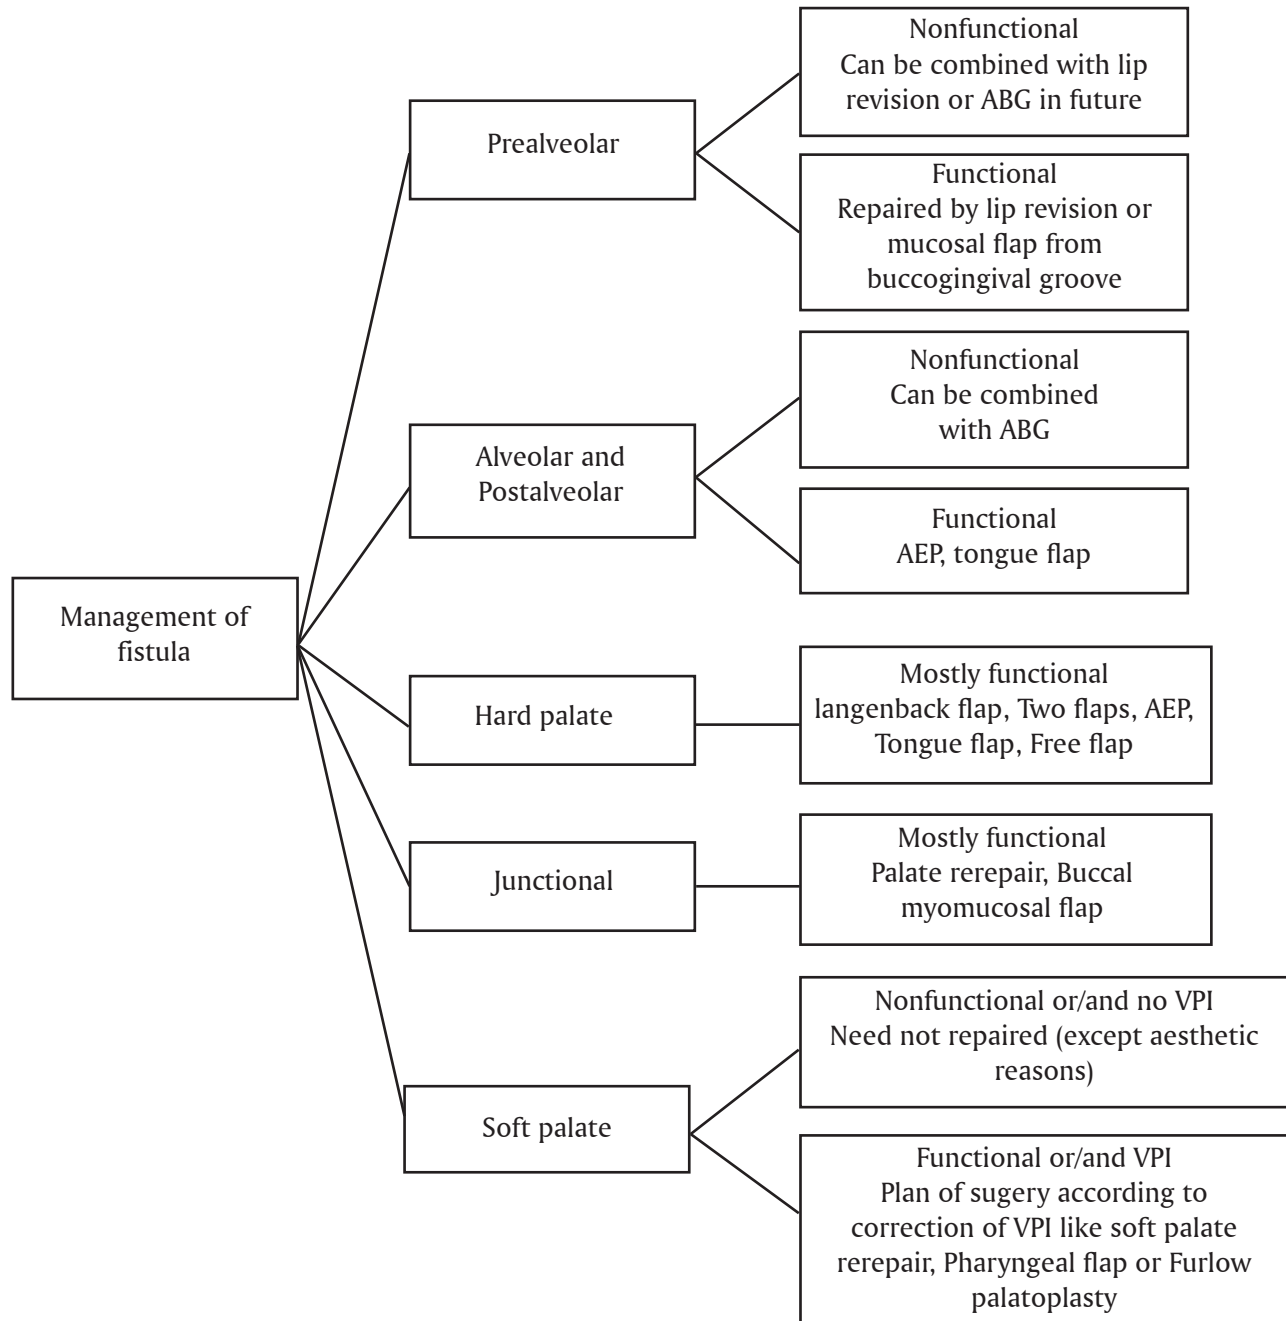 Management of
fistula
Prealveolar
Nonfunctional
Can be combined with lip
revision or ABG in future
Functional
Repaired by lip revision or
mucosal flap from
buccogingival groove
Alveolar and
Postalveolar
Nonfunctional
Can be combined
with ABG
Functional
AEP, tongue flap
Hard palate
Mostly functional
langenback flap, Two flaps, AEP,
Tongue flap, Free flap
Junctional
Mostly functional
Palate rerepair, Buccal
myomucosal flap
Soft palate
Nonfunctional or/and no VPI
Need not repaired (except aesthetic
reasons)
Functional or/and VPI
Plan of sugery according to
correction of VPI like soft palate
rerepair, Pharyngeal flap or Furlow
palatoplasty